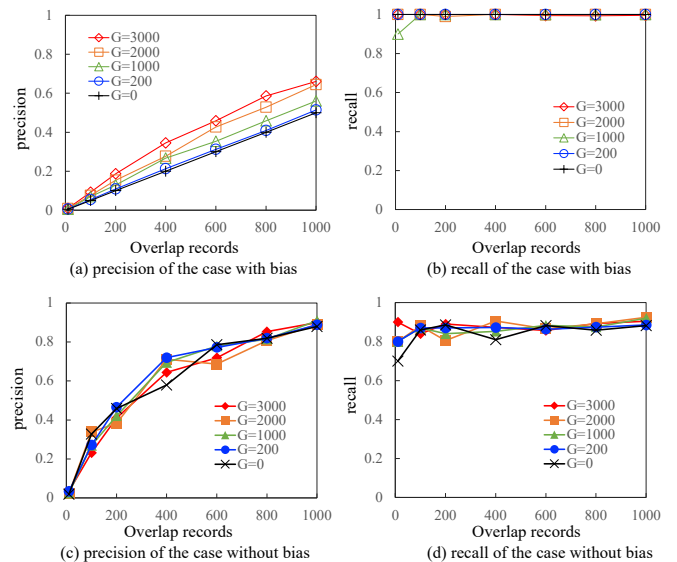 1
0.8
0.6
0.4
0.2
0
precision
G=3000
G=2000
G=1000
G=200
G=0
0 200 400 600 800 1000
Overlap records
(a) precision of the case with bias
1
0.8
0.6
0.4
0.2
0
recall
G=3000
G=2000
G=1000
G=200
G=0
0 200 400 600 800 1000
Overlap records
(b) recall of the case with bias
1
0.8
0.6
0.4
0.2
0
precision
G=3000
G=2000
G=1000
G=200
G=0
0 200 400 600 800 1000
Overlap records
(c) precision of the case without bias
1
0.8
0.6
0.4
0.2
0
recall
G=3000
G=2000
G=1000
G=200
G=0
0 200 400 600 800 1000
Overlap records
(d) recall of the case without bias